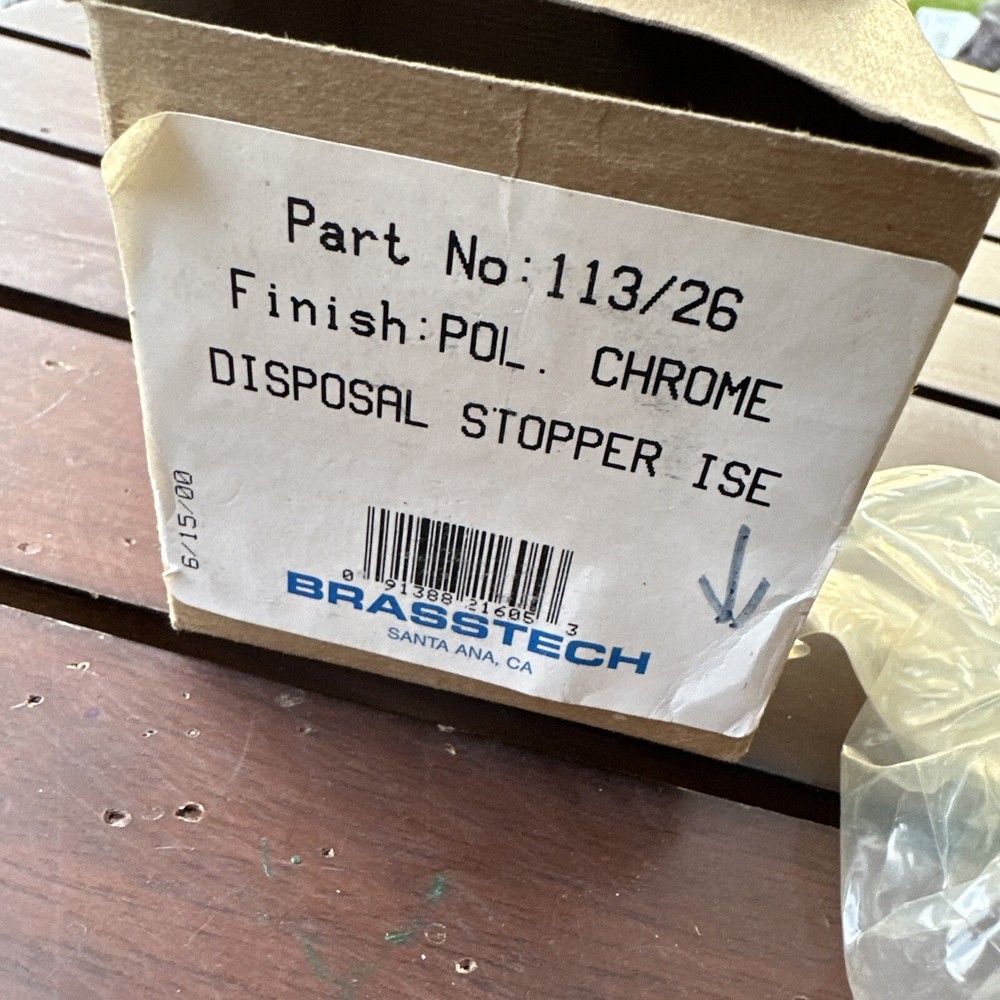 Part No:113/26
Finish:POL. CHROME
DISPOSAL STOPPER ISE
6/15/00
0 91388 21605 3
BRASSTECH
SANTA ANA, CA